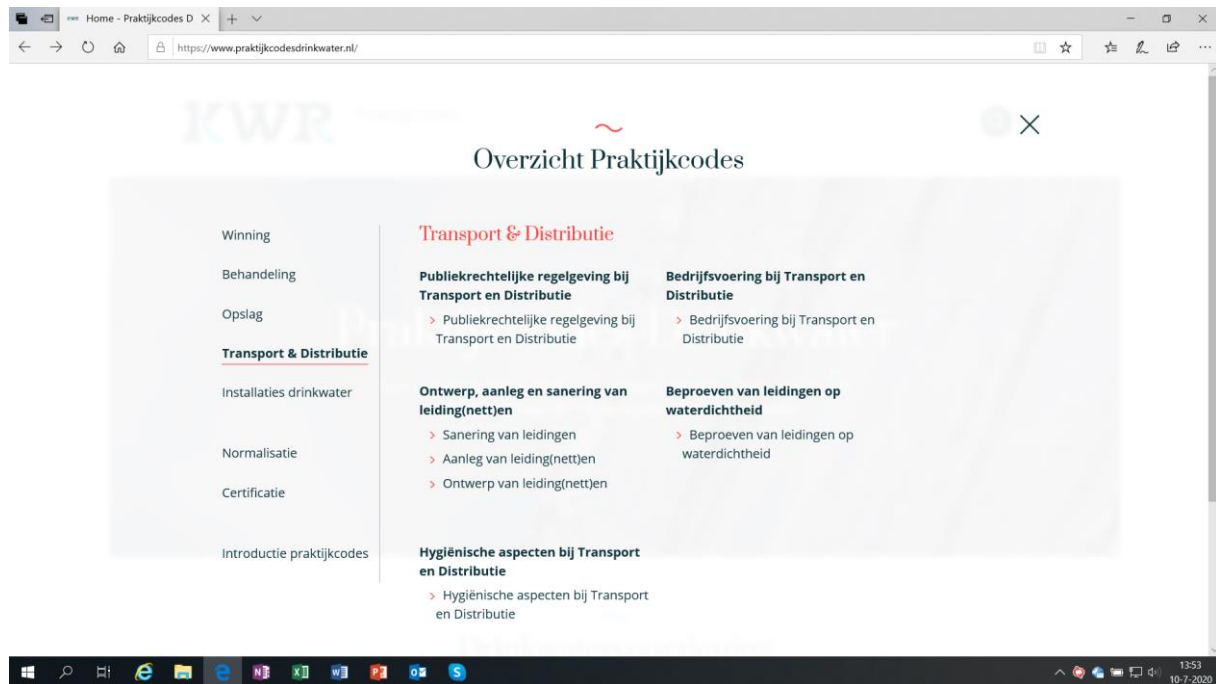 KWR Home - Praktijkcodes D
https://www.praktijkcodesdrinkwater.nl/
KWR
Overzicht Praktijkcodes
Winning
Behandeling
Opslag
Transport & Distributie
Installaties drinkwater
Normalisatie
Certificatie
Introductie praktijkcodes
Transport & Distributie
Publiekrechtelijke regelgeving bij
Transport en Distributie
> Publiekrechtelijke regelgeving bij
Transport en Distributie
Bedrijfsvoering bij Transport en
Distributie
> Bedrijfsvoering bij Transport en
Distributie
Ontwerp, aanleg en sanering van
leiding(nett)en
> Sanering van leidingen
> Aanleg van leiding(nett)en
> Ontwerp van leiding(nett)en
Beproeven van leidingen op
waterdichtheid
> Beproeven van leidingen op
waterdichtheid
Hygiënische aspecten bij Transport
en Distributie
> Hygiënische aspecten bij Transport
en Distributie
13:53
10-7-2020